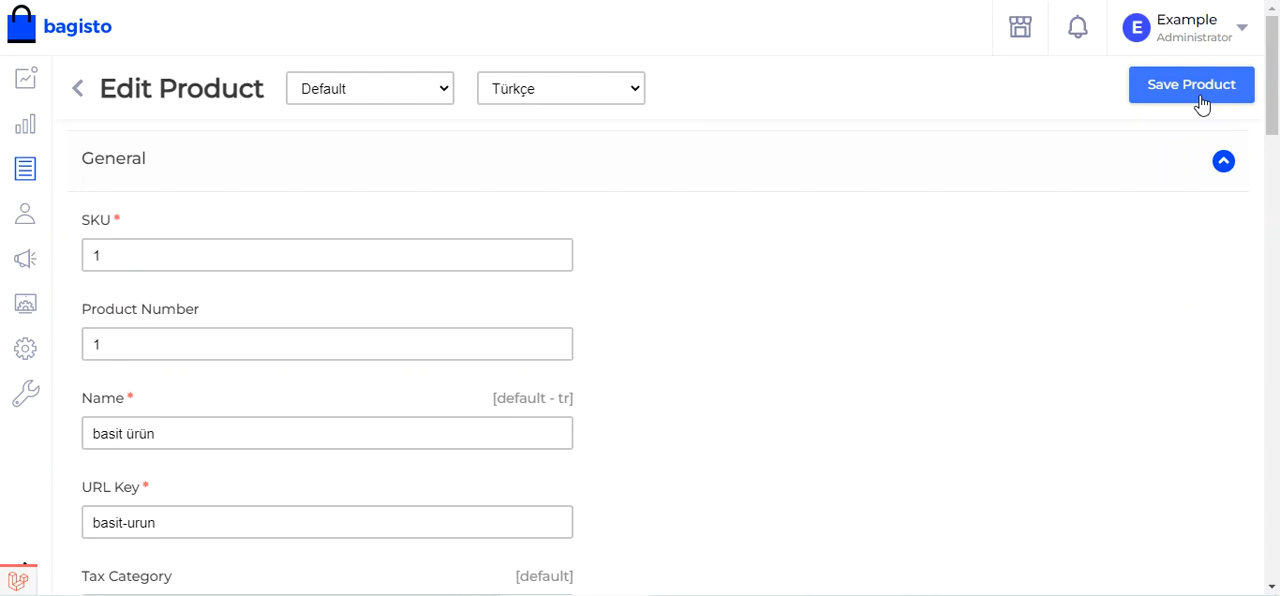 bagisto
E
Example
Administrator
Edit Product
Default
Türkçe
Save Product
General
SKU *
1
Product Number
1
Name *
[default - tr]
basit ürün
URL Key *
basit-urun
Tax Category
[default]